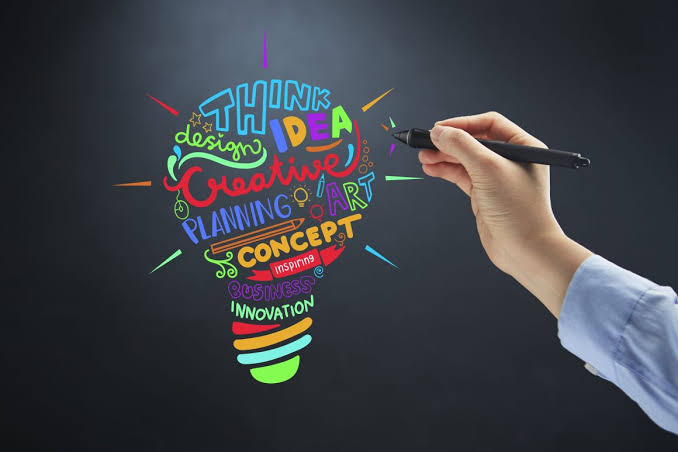 THINK
IDEA
design
Creative
ART
PLANNING
CONCEPT
inspiring
BUSINESS
INNOVATION